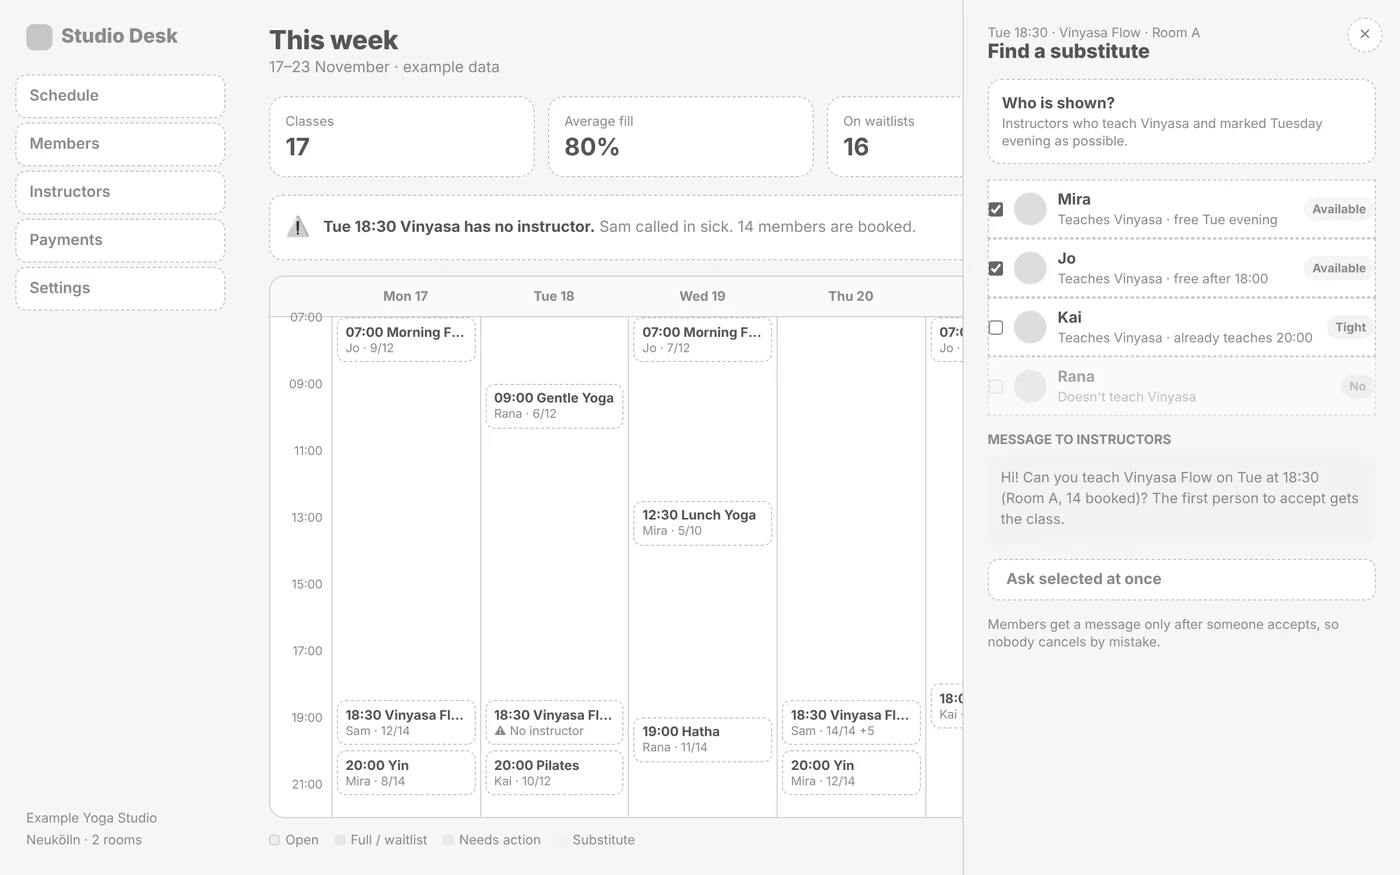 Studio Desk
Schedule
Members
Instructors
Payments
Settings
Example Yoga Studio
Neukölln · 2 rooms
This week
17–23 November · example data
Classes
17
Average fill
80%
On waitlists
16
Tue 18:30 Vinyasa has no instructor. Sam called in sick. 14 members are booked.
Mon 17
Tue 18
Wed 19
Thu 20
07:00
09:00
11:00
13:00
15:00
17:00
19:00
21:00
07:00 Morning F...
Jo · 9/12
18:30 Vinyasa Fl...
Sam · 12/14
20:00 Yin
Mira · 8/14
09:00 Gentle Yoga
Rana · 6/12
18:30 Vinyasa Fl...
No instructor
20:00 Pilates
Kai · 10/12
07:00 Morning F...
Jo · 7/12
12:30 Lunch Yoga
Mira · 5/10
19:00 Hatha
Rana · 11/14
18:30 Vinyasa Fl...
Sam · 14/14 +5
20:00 Yin
Mira · 12/14
Jo ·
Kai ·
Open
Full / waitlist
Needs action
Substitute
Tue 18:30 · Vinyasa Flow · Room A
Find a substitute
Who is shown?
Instructors who teach Vinyasa and marked Tuesday
evening as possible.
Mira
Teaches Vinyasa · free Tue evening
Available
Jo
Teaches Vinyasa · free after 18:00
Available
Kai
Teaches Vinyasa · already teaches 20:00
Tight
Rana
Doesn't teach Vinyasa
No
MESSAGE TO INSTRUCTORS
Hi! Can you teach Vinyasa Flow on Tue at 18:30
(Room A, 14 booked)? The first person to accept gets
the class.
Ask selected at once
Members get a message only after someone accepts, so
nobody cancels by mistake.